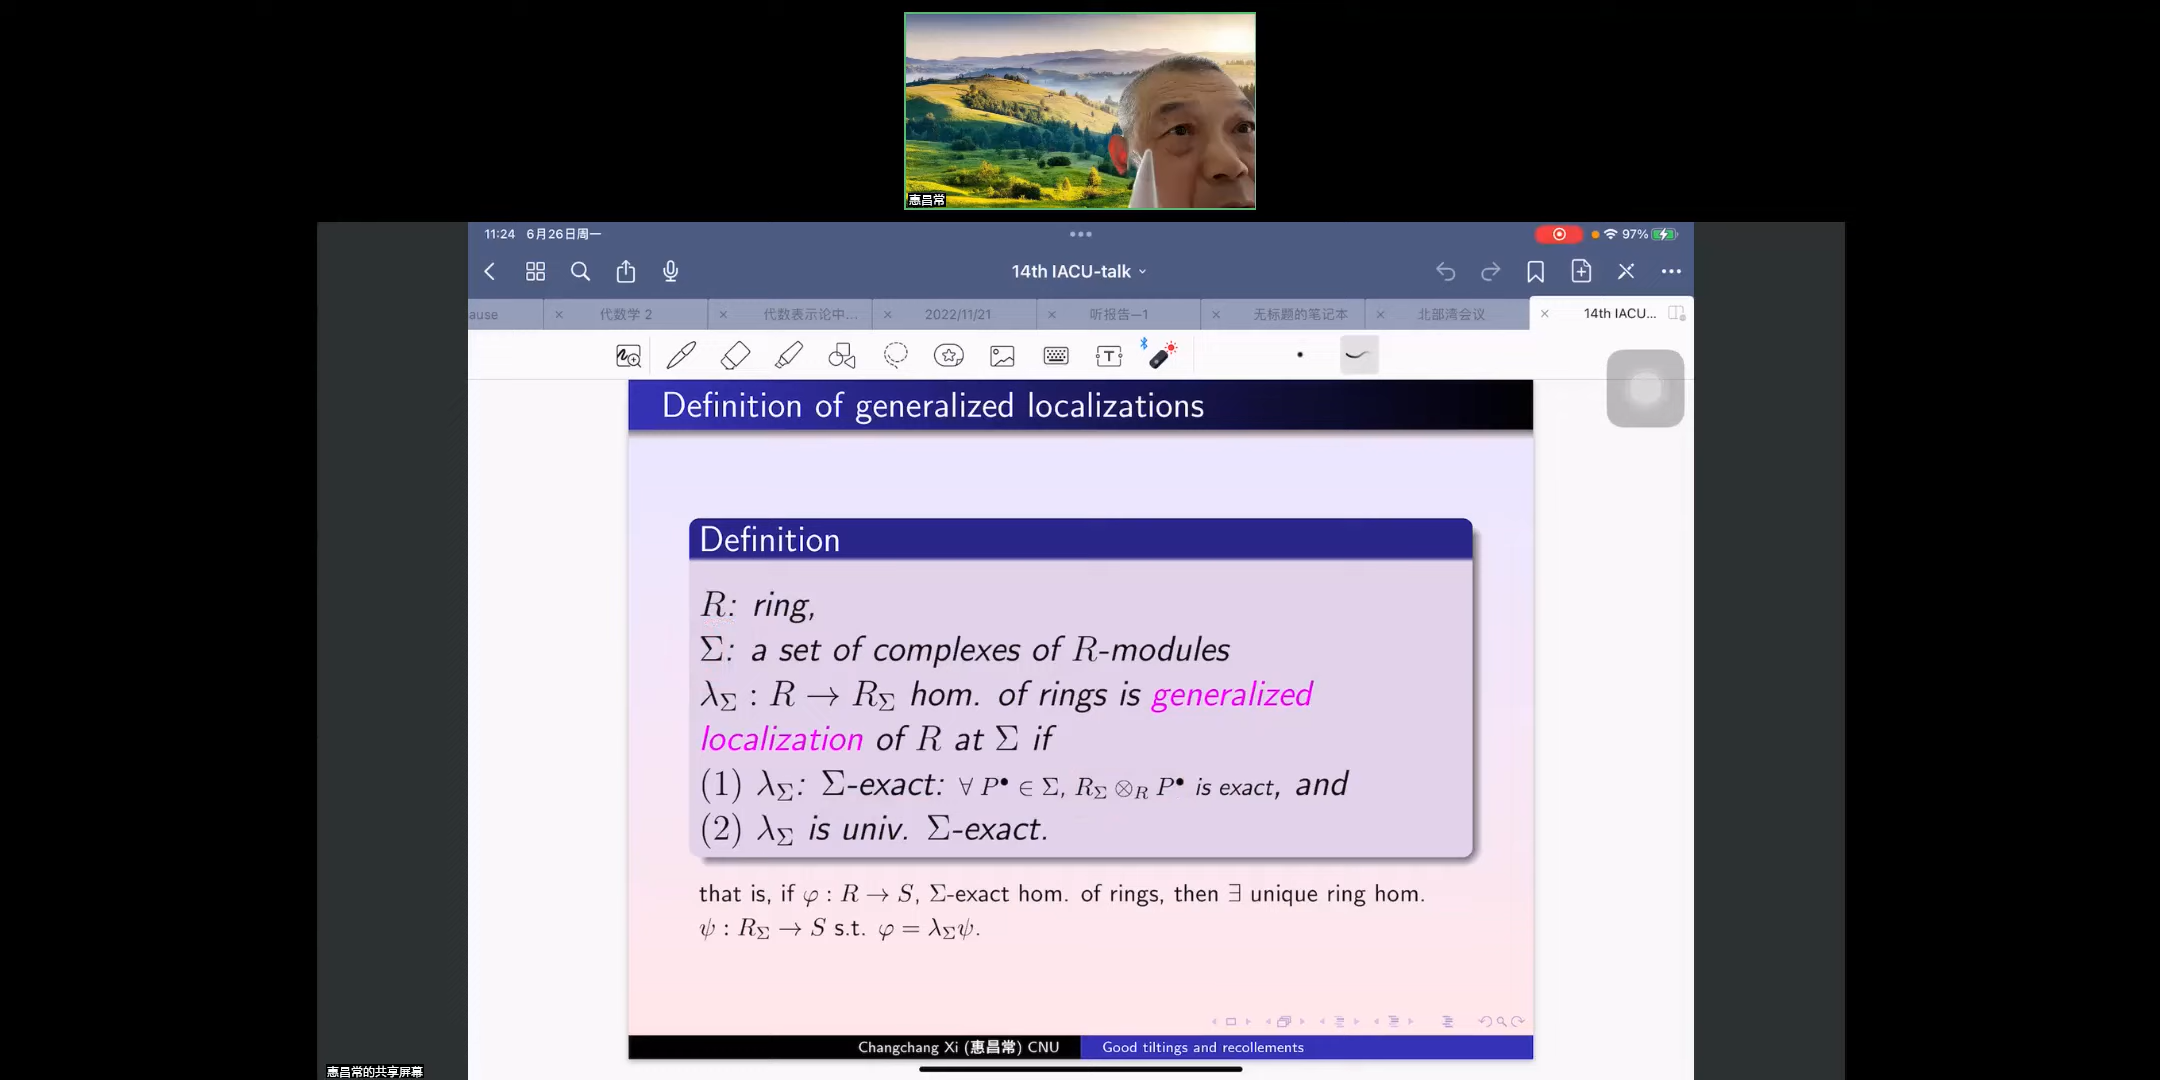 惠昌常
11:24 6月26日周一
97%
14th IACU-talk
ause
代数学 2
代数表示论中...
2022/11/21
听报告—1
无标题的笔记本
北部湾会议
14th IACU...
Definition of generalized localizations
Definition
R: ring,
Σ: a set of complexes of R-modules
λ_Σ : R → R_Σ hom. of rings is generalized
localization of R at Σ if
(1) λ_Σ: Σ-exact: ∀ P• ∈ Σ, R_Σ ⊗_R P• is exact, and
(2) λ_Σ is univ. Σ-exact.
that is, if φ : R → S, Σ-exact hom. of rings, then ∃ unique ring hom.
ψ : R_Σ → S s.t. φ = λ_Σψ.
Changchang Xi (惠昌常) CNU
Good tiltings and recollements
惠昌常的共享屏幕